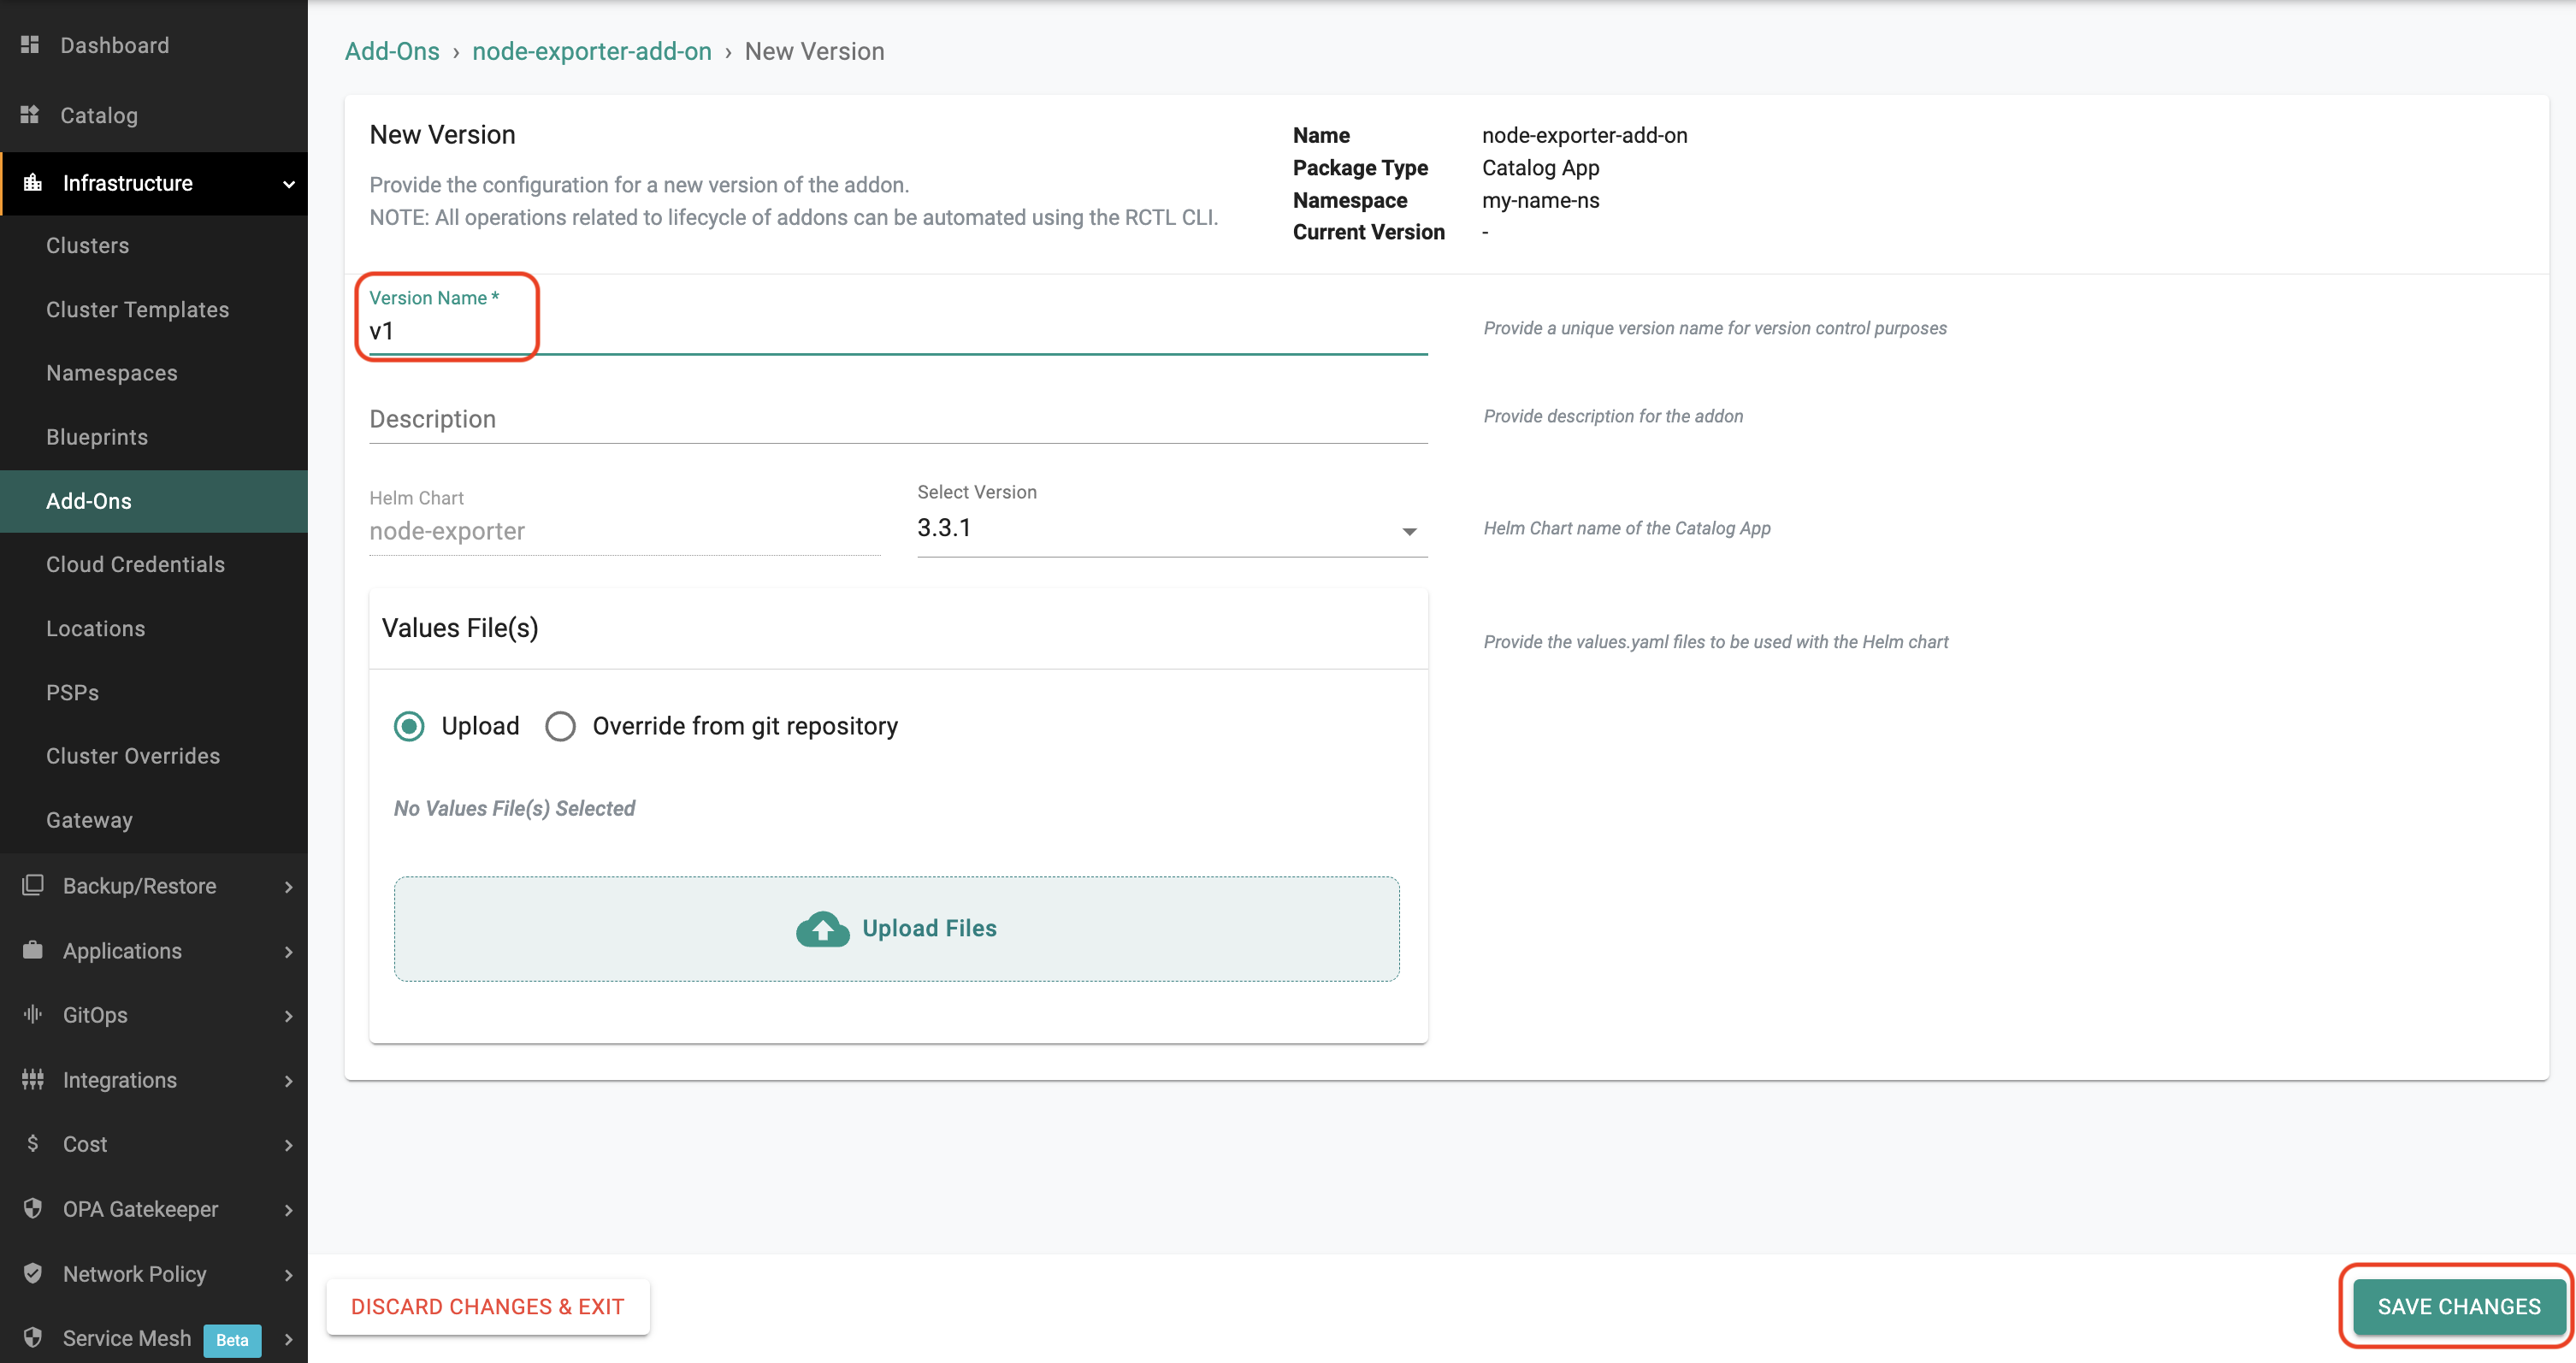 Dashboard
Catalog
Infrastructure
Clusters
Cluster Templates
Namespaces
Blueprints
Add-Ons
Cloud Credentials
Locations
PSPs
Cluster Overrides
Gateway
Backup/Restore
Applications
GitOps
Integrations
Cost
OPA Gatekeeper
Network Policy
Service Mesh Beta
Add-Ons › node-exporter-add-on › New Version
New Version
Provide the configuration for a new version of the addon.
NOTE: All operations related to lifecycle of addons can be automated using the RCTL CLI.
Name node-exporter-add-on
Package Type Catalog App
Namespace my-name-ns
Current Version -
Version Name *
v1
Provide a unique version name for version control purposes
Description
Provide description for the addon
Helm Chart
node-exporter
Select Version
3.3.1
Helm Chart name of the Catalog App
Values File(s)
Provide the values.yaml files to be used with the Helm chart
Upload Override from git repository
No Values File(s) Selected
Upload Files
DISCARD CHANGES & EXIT
SAVE CHANGES